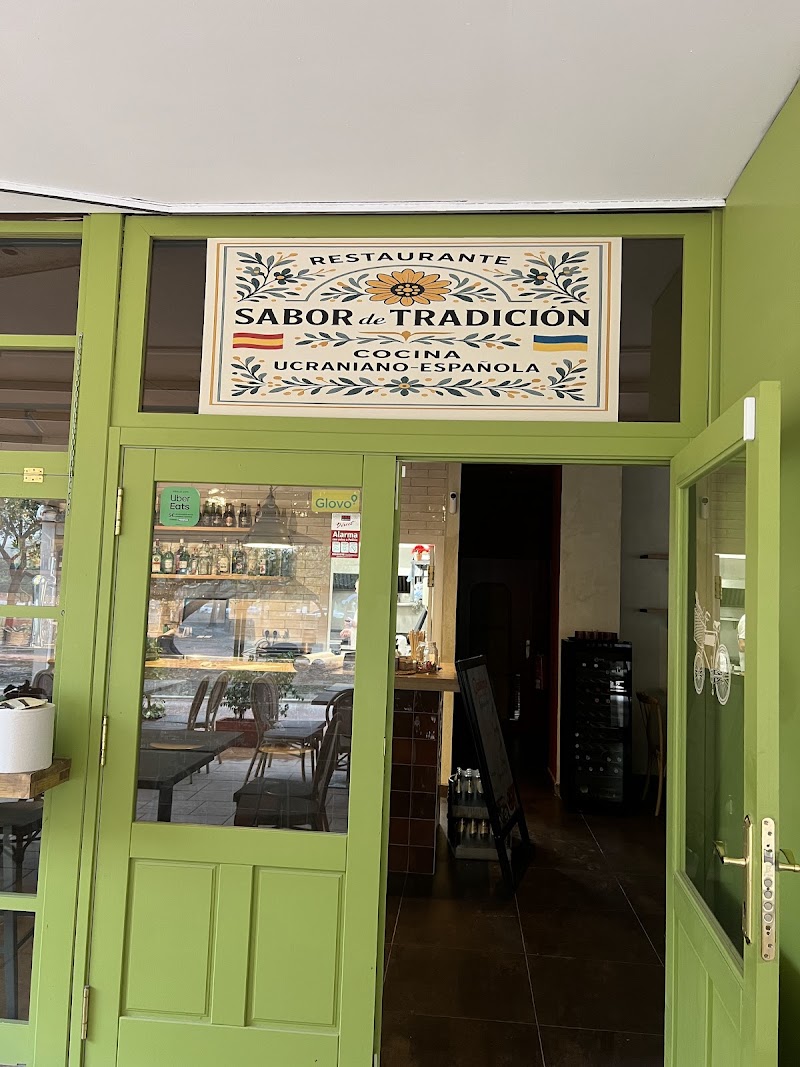 RESTAURANTE
SABOR de TRADICIÓN
COCINA
UCRANIANO-ESPAÑOLA
Uber
Eats
Glovo
Alarma